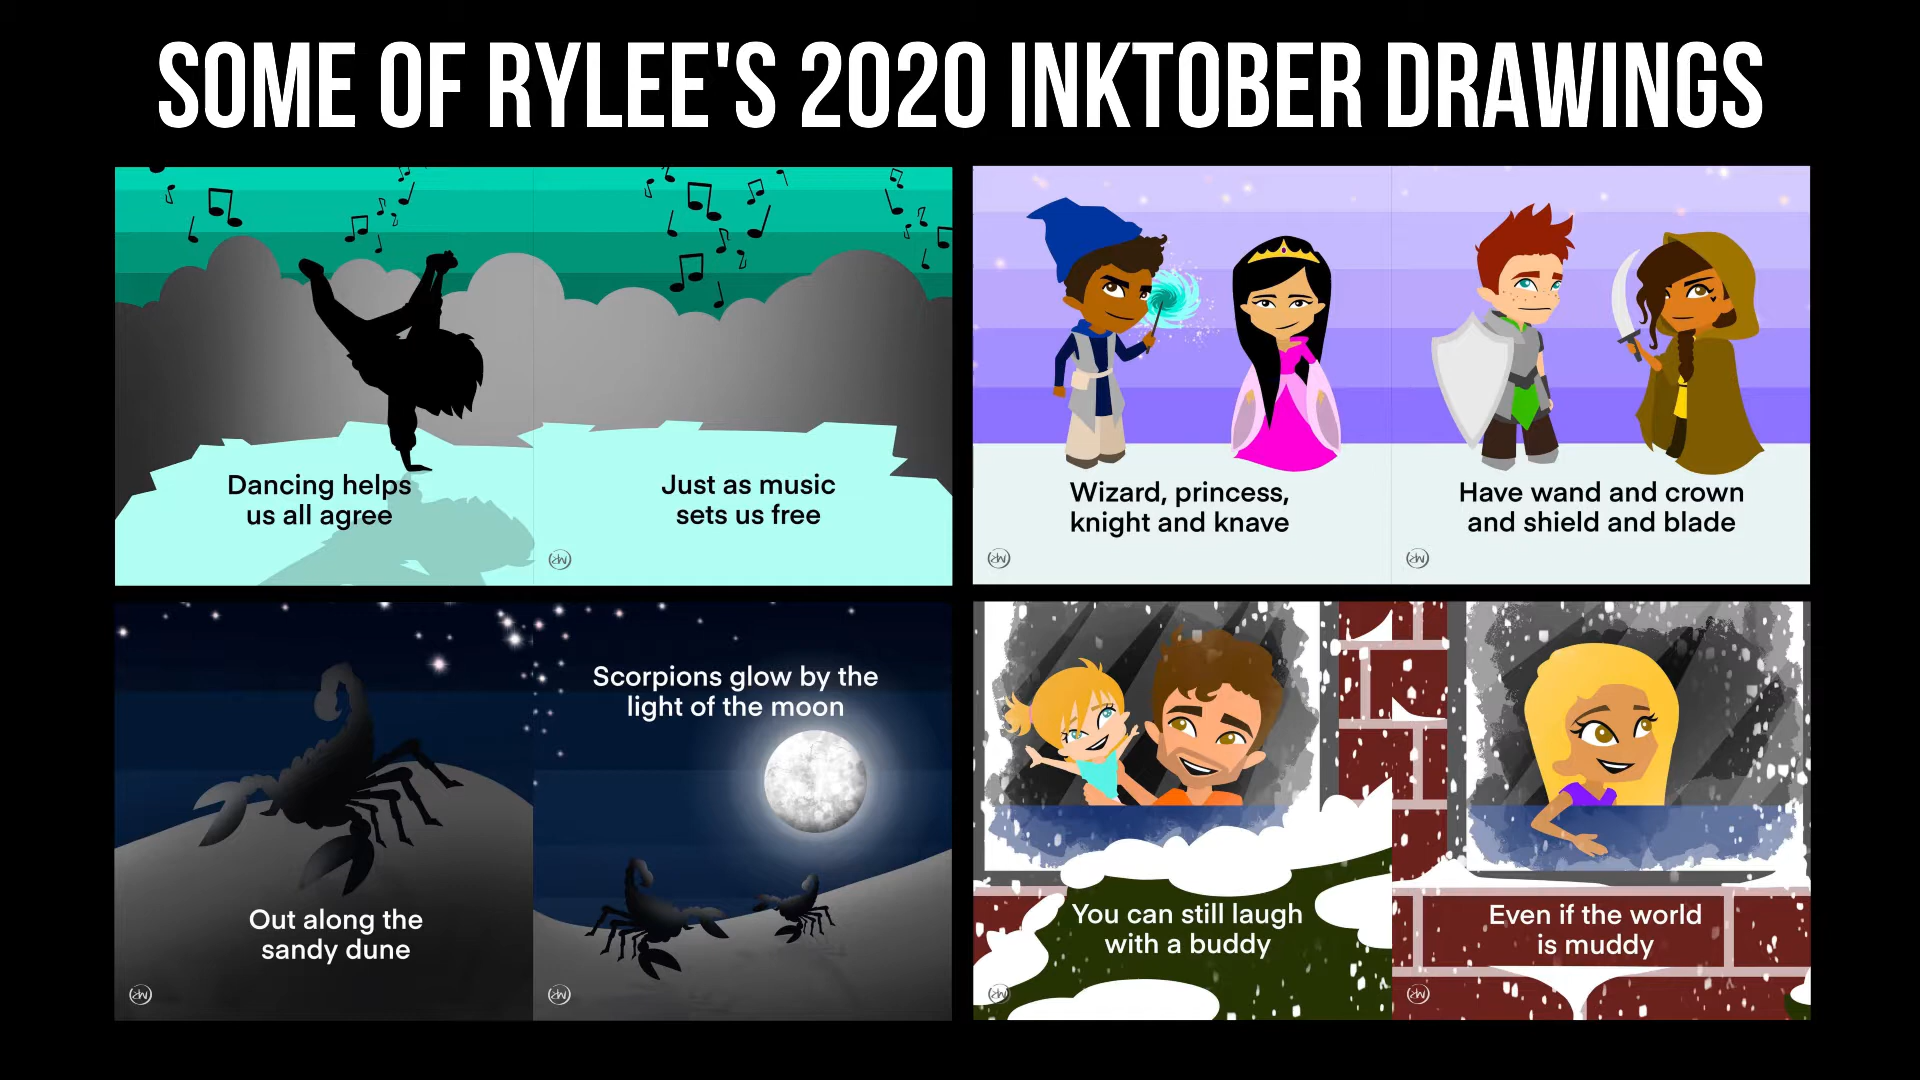 SOME OF RYLEE'S 2020 INKTOBER DRAWINGS
Dancing helps
us all agree
Just as music
sets us free
Wizard, princess,
knight and knave
Have wand and crown
and shield and blade
Out along the
sandy dune
Scorpions glow by the
light of the moon
You can still laugh
with a buddy
Even if the world
is muddy